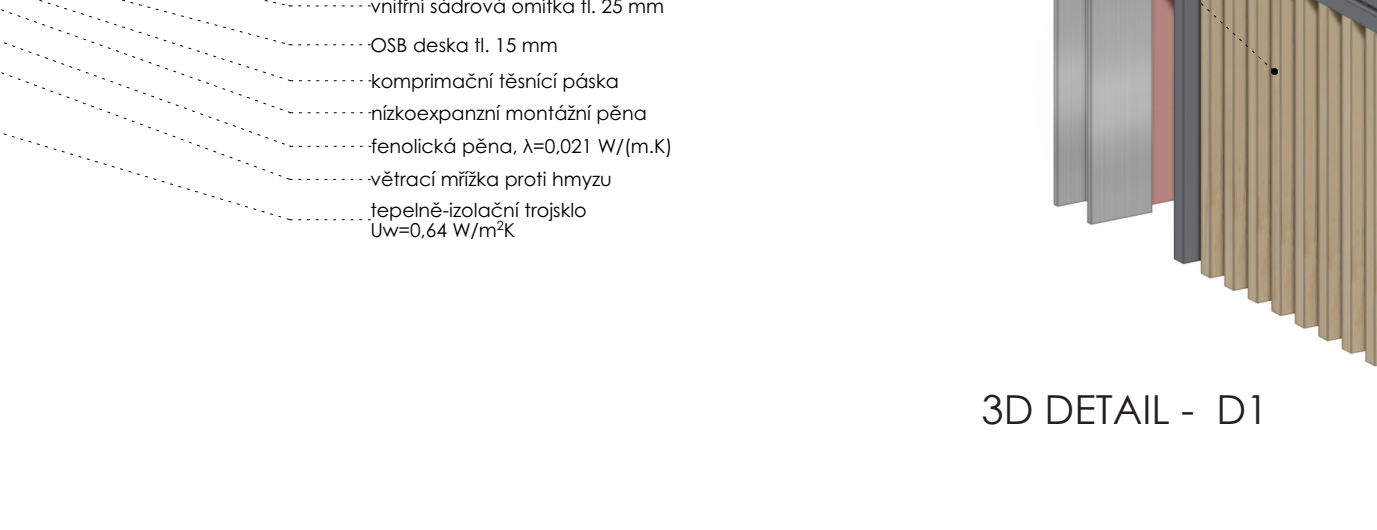 vnitřní sádrová omítka tl. 25 mm
OSB deska tl. 15 mm
komprimační těsnící páska
nízkoexpanzní montážní pěna
fenolická pěna, λ=0,021 W/(m.K)
větrací mřížka proti hmyzu
tepelně-izolační trojsklo
Uw=0,64 W/m²K
3D DETAIL - D1